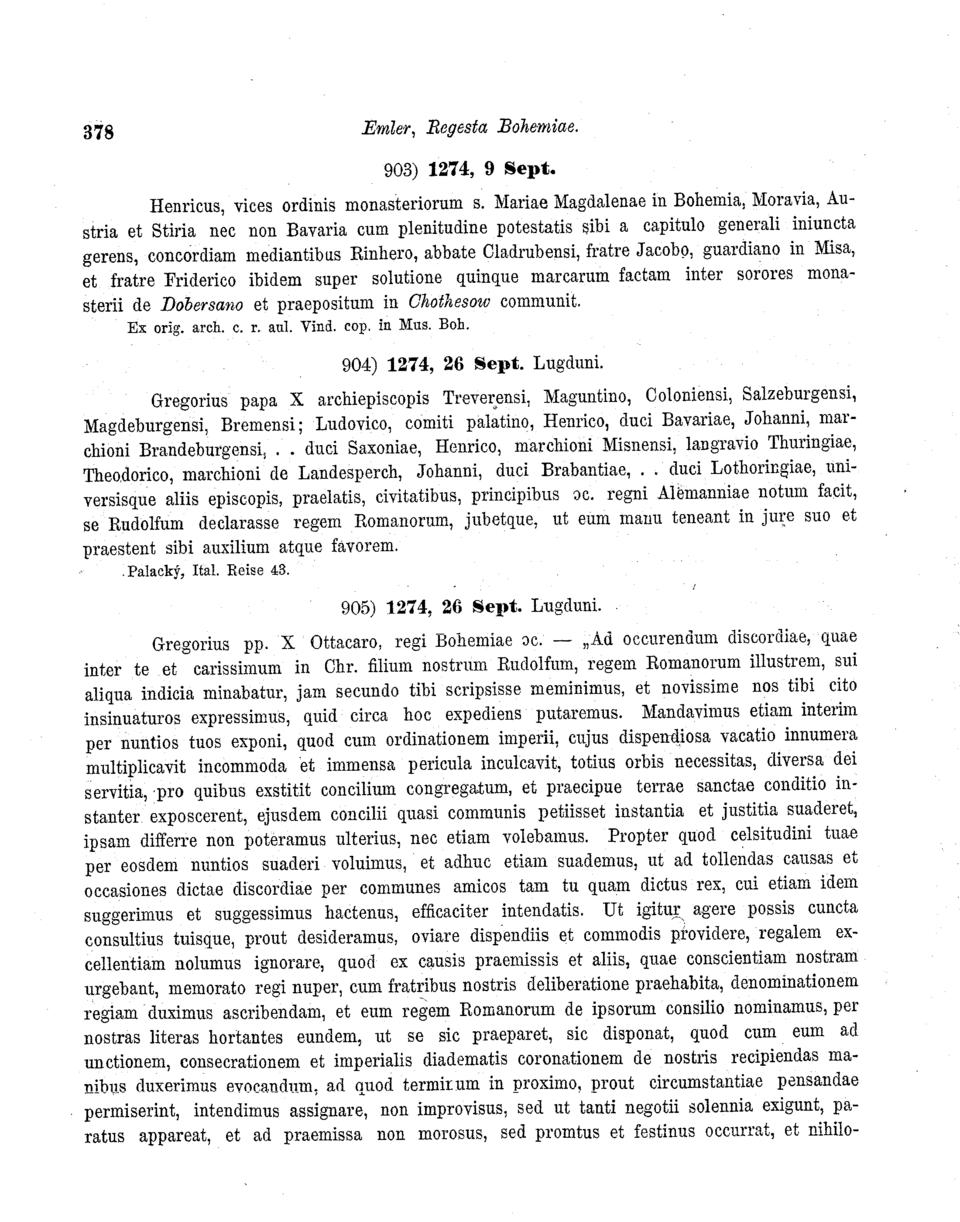 378
Emler, Regesta Bohemiae.
903) 1274, 9 Sept.
Henricus, vices ordinis monasteriorum s. Mariae Magdalenae in Bohemia, Moravia, Au-
stria et Stiria nec non Bavaria cum plenitudine potestatis sibi a capitulo generali iniuncta
gerens, concordiam mediantibus Rinhero, abbate Cladrubensi, fratre Jacobo, guardiano in Misa,
et fratre Friderico ibidem super solutione quinque marcarum factam inter sorores mona-
sterii de Dobersano et praepositum in Chothesow communit.
Ex orig. arch. c. r. aul. Vind. cop. in Mus. Boh.
904) 1274, 26 Sept. Lugduni.
Gregorius papa X archiepiscopis Treverensi, Maguntino, Coloniensi, Salzeburgensi,
Magdeburgensi, Bremensi; Ludovico, comiti palatino, Henrico, duci Bavariae, Johanni, mar-
chioni Brandeburgensi, . . duci Saxoniae, Henrico, marchioni Misnensi, langravio Thuringiae,
Theodorico, marchioni de Landesperch, Johanni, duci Brabantiae, . . duci Lothoringiae, uni-
versisque aliis episcopis, praelatis, civitatibus, principibus ɔc. regni Alemanniae notum facit,
se Rudolfum declarasse regem Romanorum, jubetque, ut eum manu teneant in jure suo et
praestent sibi auxilium atque favorem.
Palacký, Ital. Reise 43.
905) 1274, 26 Sept. Lugduni.
Gregorius pp. X Ottacaro, regi Bohemiae ɔc. — „Ad occurendum discordiae, quae
inter te et carissimum in Chr. filium nostrum Rudolfum, regem Romanorum illustrem, sui
aliqua indicia minabatur, jam secundo tibi scripsisse meminimus, et novissime nos tibi cito
insinuaturos expressimus, quid circa hoc expediens putaremus. Mandavimus etiam interim
per nuntios tuos exponi, quod cum ordinationem imperii, cujus dispendiosa vacatio innumera
multiplicavit incommoda et immensa pericula inculcavit, totius orbis necessitas, diversa dei
servitia, pro quibus exstitit concilium congregatum, et praecipue terrae sanctae conditio in-
stanter exposcerent, ejusdem concilii quasi communis petiisset instantia et justitia suaderet,
ipsam differre non poteramus ulterius, nec etiam volebamus. Propter quod celsitudini tuae
per eosdem nuntios suaderi voluimus, et adhuc etiam suademus, ut ad tollendas causas et
occasiones dictae discordiae per communes amicos tam tu quam dictus rex, cui etiam idem
suggerimus et suggessimus hactenus, efficaciter intendatis. Ut igitur agere possis cuncta
consultius tuisque, prout desideramus, oviare dispendiis et commodis providere, regalem ex-
cellentiam nolumus ignorare, quod ex causis praemissis et aliis, quae conscientiam nostram
urgebant, memorato regi nuper, cum fratribus nostris deliberatione praehabita, denominationem
regiam duximus ascribendam, et eum regem Romanorum de ipsorum consilio nominamus, per
nostras literas hortantes eundem, ut se sic praeparet, sic disponat, quod cum eum ad
unctionem, consecrationem et imperialis diadematis coronationem de nostris recipiendas ma-
nibus duxerimus evocandum, ad quod terminum in proximo, prout circumstantiae pensandae
permiserint, intendimus assignare, non improvisus, sed ut tanti negotii solennia exigunt, pa-
ratus appareat, et ad praemissa non morosus, sed promtus et festinus occurrat, et nihilo-